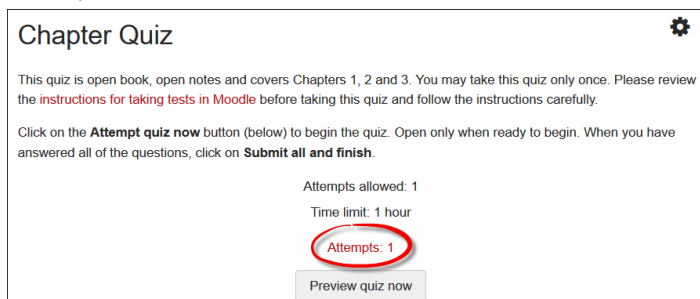 Chapter Quiz
This quiz is open book, open notes and covers Chapters 1, 2 and 3. You may take this quiz only once. Please review
the instructions for taking tests in Moodle before taking this quiz and follow the instructions carefully.
Click on the Attempt quiz now button (below) to begin the quiz. Open only when ready to begin. When you have
answered all of the questions, click on Submit all and finish.
Attempts allowed: 1
Time limit: 1 hour
Attempts: 1
Preview quiz now